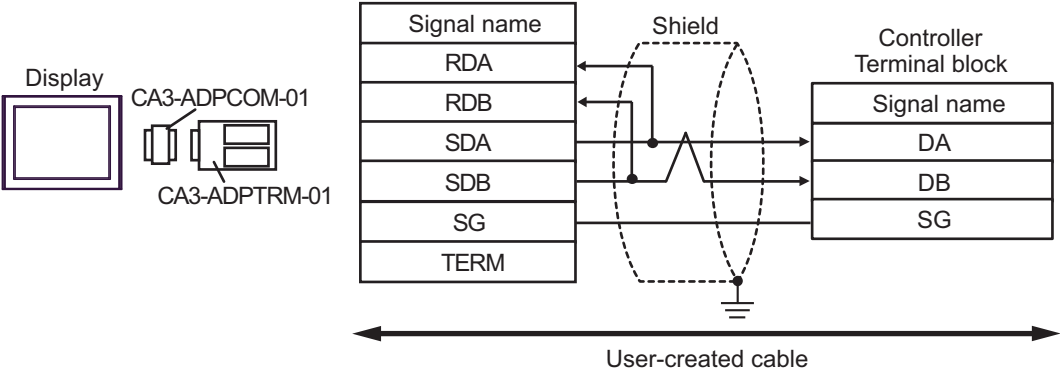 Display
CA3-ADPCOM-01
CA3-ADPTRM-01
Signal name
RDA
RDB
SDA
SDB
SG
TERM
Shield
Controller
Terminal block
Signal name
DA
DB
SG
User-created cable